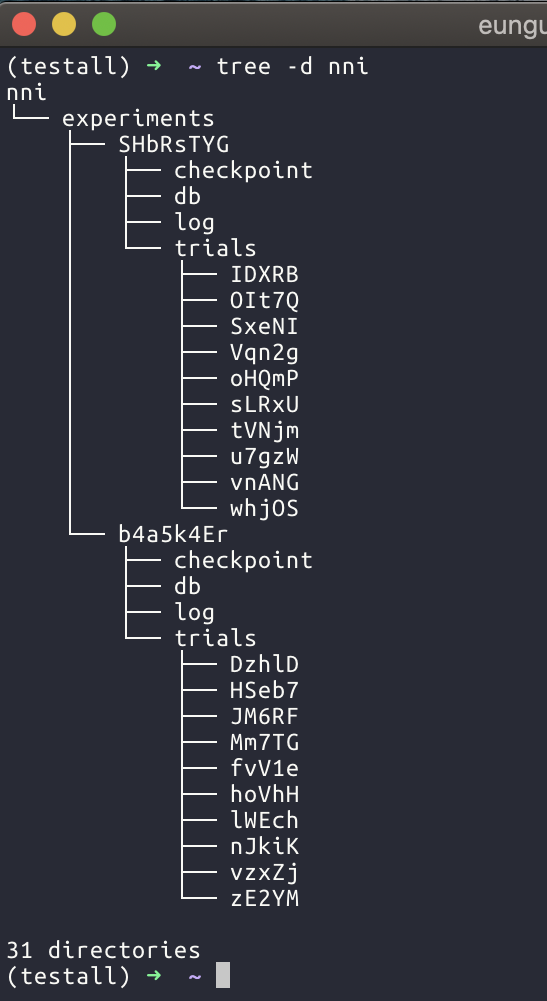 eungu
(testall) ➜  ~ tree -d nni
nni
└── experiments
    ├── SHbRsTYG
    │   ├── checkpoint
    │   ├── db
    │   ├── log
    │   └── trials
    │       ├── IDXRB
    │       ├── OIt7Q
    │       ├── SxeNI
    │       ├── Vqn2g
    │       ├── oHQmP
    │       ├── sLRxU
    │       ├── tVNjm
    │       ├── u7gzW
    │       ├── vnANG
    │       └── whjOS
    └── b4a5k4Er
        ├── checkpoint
        ├── db
        ├── log
        └── trials
            ├── DzhlD
            ├── HSeb7
            ├── JM6RF
            ├── Mm7TG
            ├── fvV1e
            ├── hoVhH
            ├── lWEch
            ├── nJkiK
            ├── vzxZj
            └── zE2YM

31 directories
(testall) ➜  ~